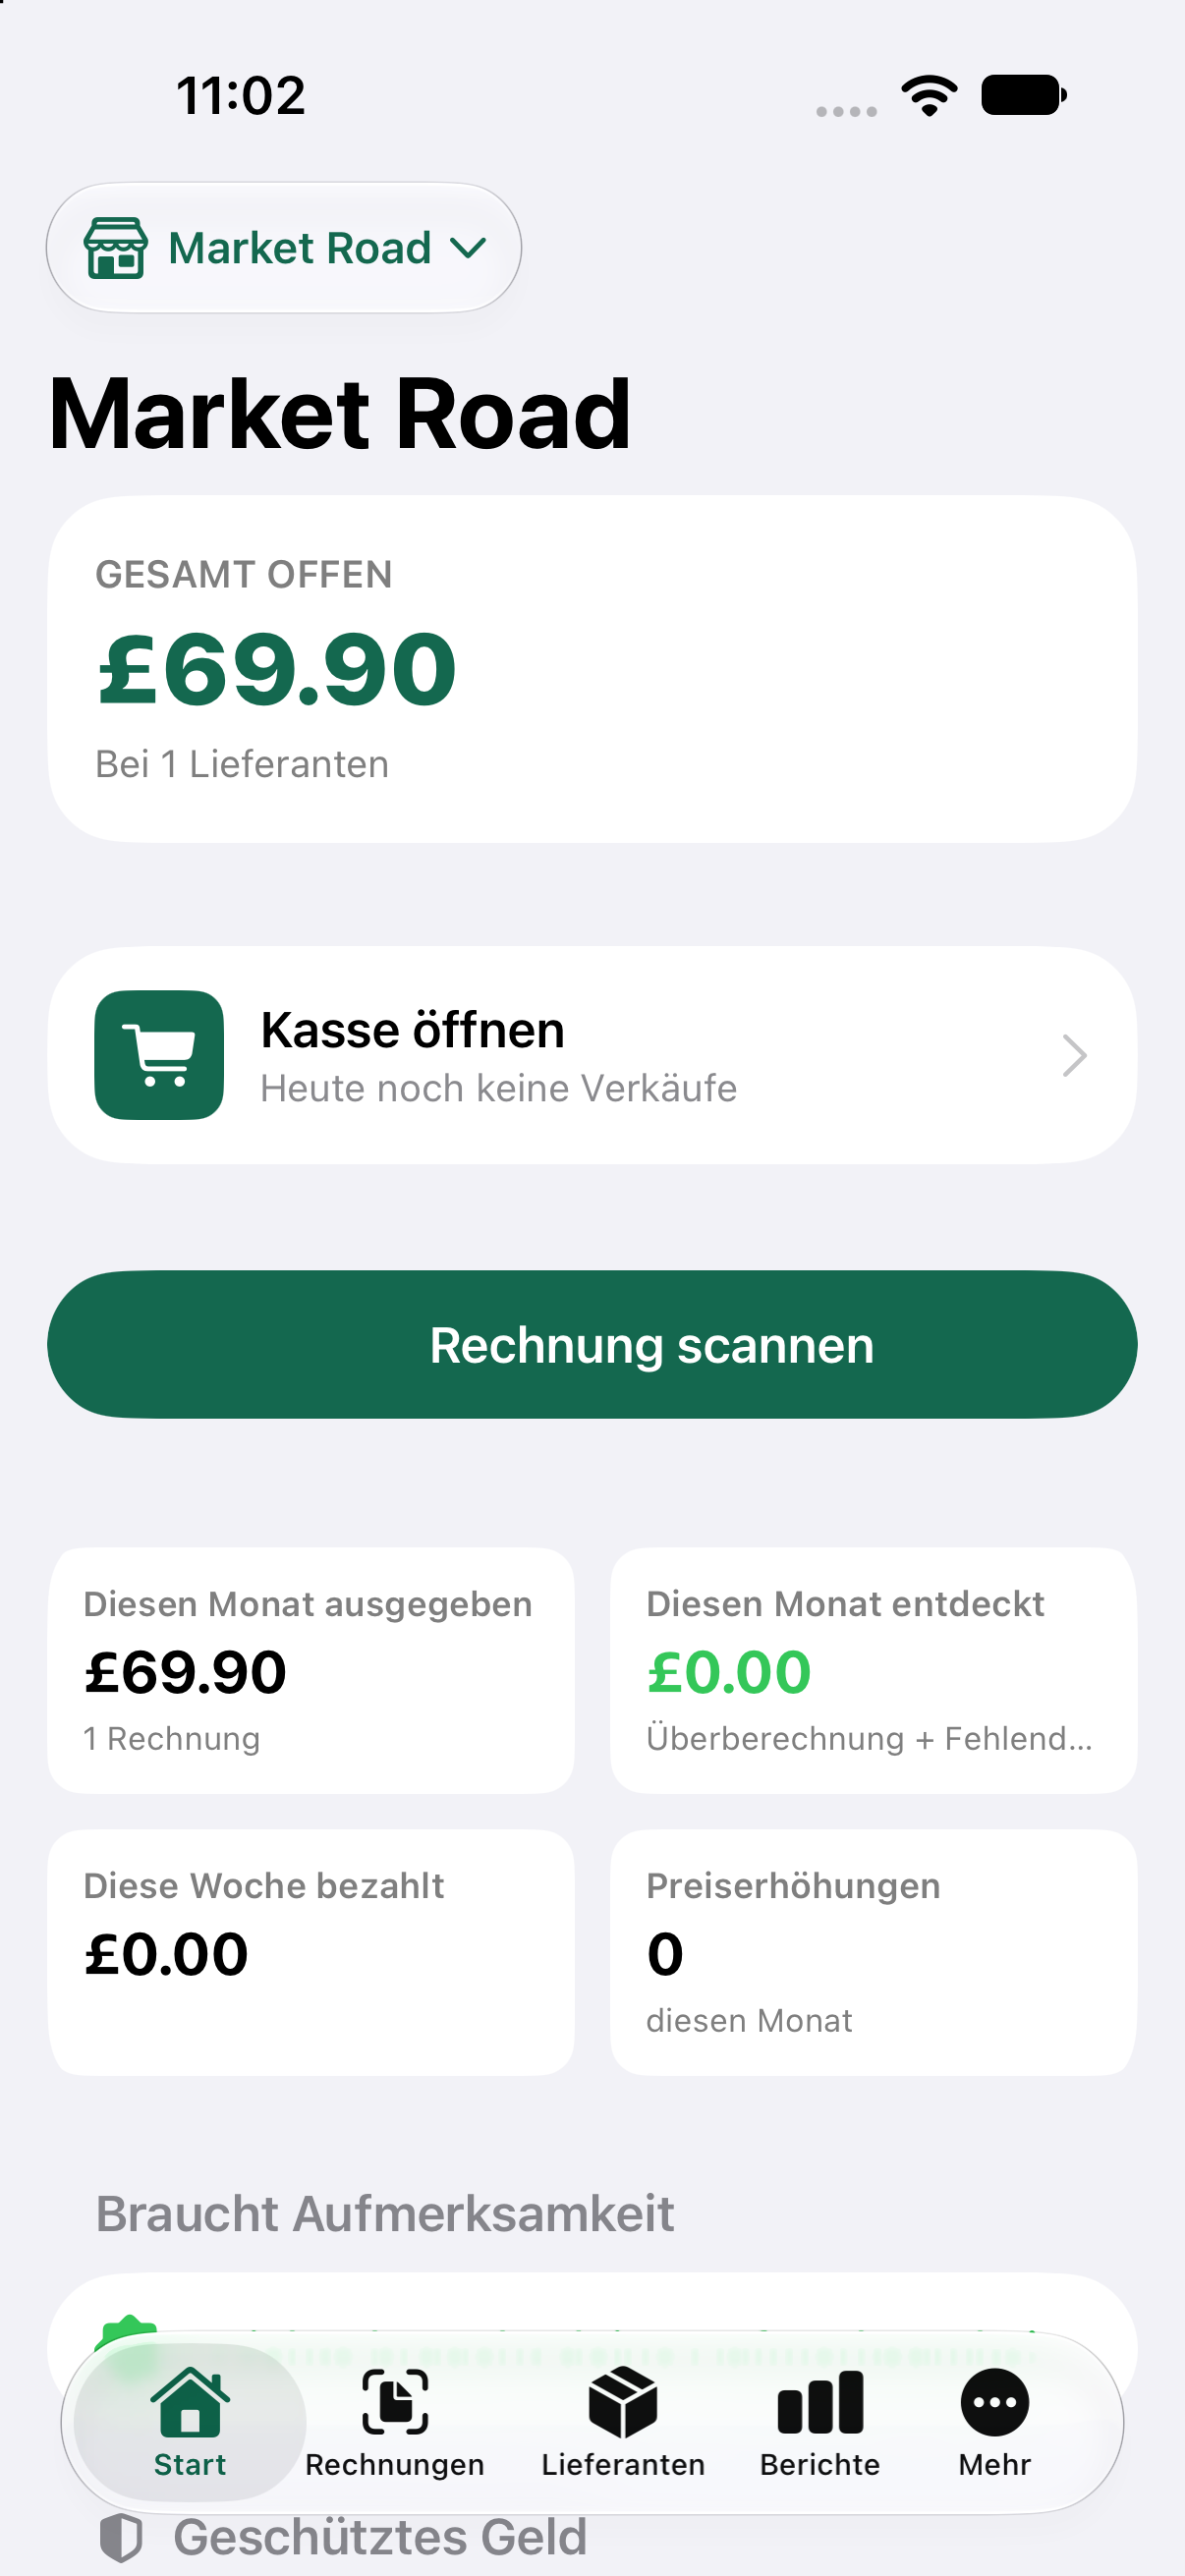 11:02
Market Road
Market Road
GESAMT OFFEN
£69.90
Bei 1 Lieferanten
Kasse öffnen
Heute noch keine Verkäufe
Rechnung scannen
Diesen Monat ausgegeben
£69.90
1 Rechnung
Diesen Monat entdeckt
£0.00
Überberechnung + Fehlend...
Diese Woche bezahlt
£0.00
Preiserhöhungen
0
diesen Monat
Braucht Aufmerksamkeit
Start
Rechnungen
Lieferanten
Berichte
Mehr
Geschütztes Geld